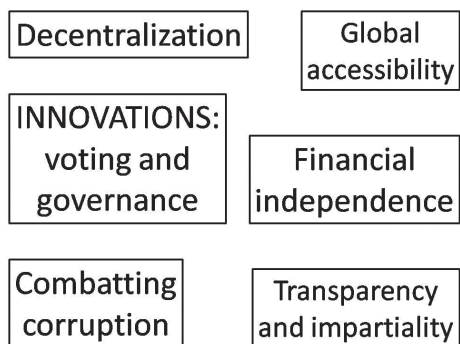 Decentralization
Global
accessibility
INNOVATIONS:
voting and
governance
Financial
independence
Combatting
corruption
Transparency
and impartiality